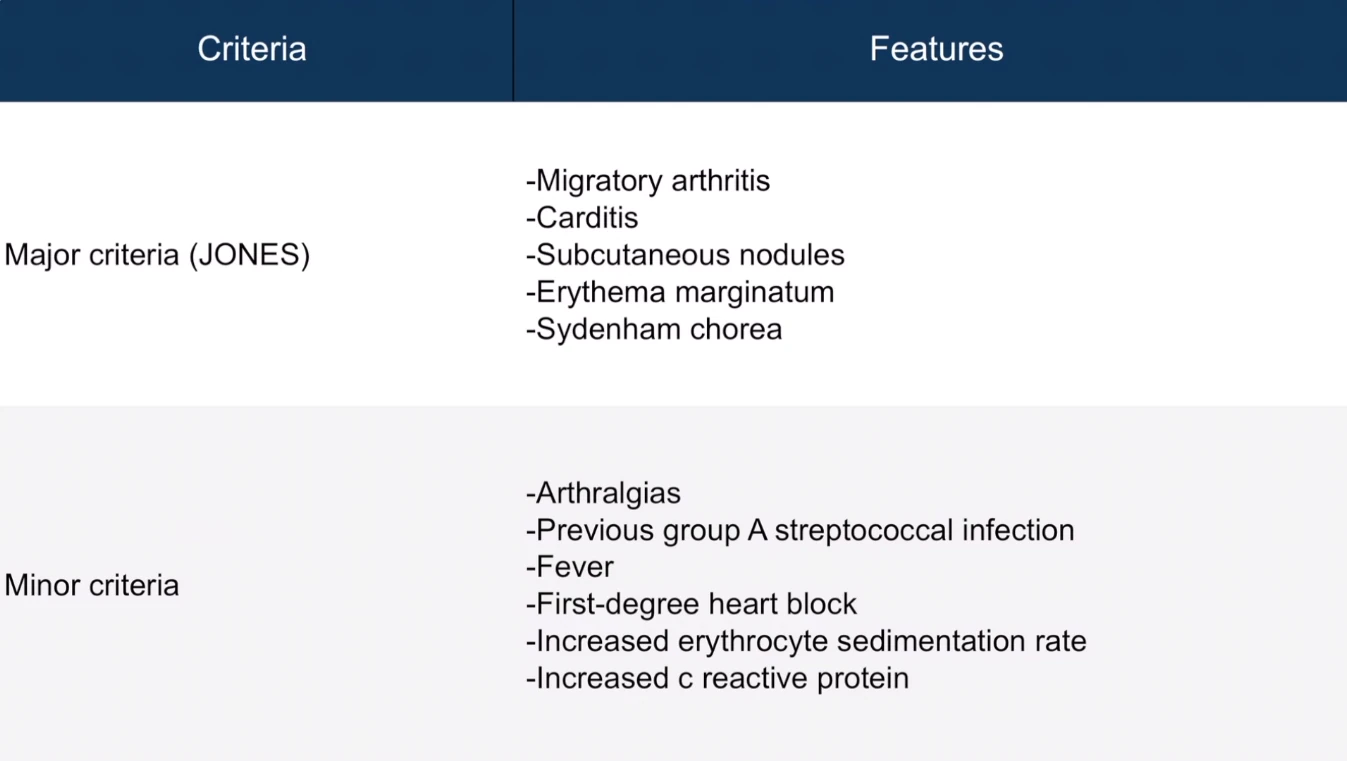 Criteria
Features
Major criteria (JONES)
-Migratory arthritis
-Carditis
-Subcutaneous nodules
-Erythema marginatum
-Sydenham chorea
Minor criteria
-Arthralgias
-Previous group A streptococcal infection
-Fever
-First-degree heart block
-Increased erythrocyte sedimentation rate
-Increased c reactive protein